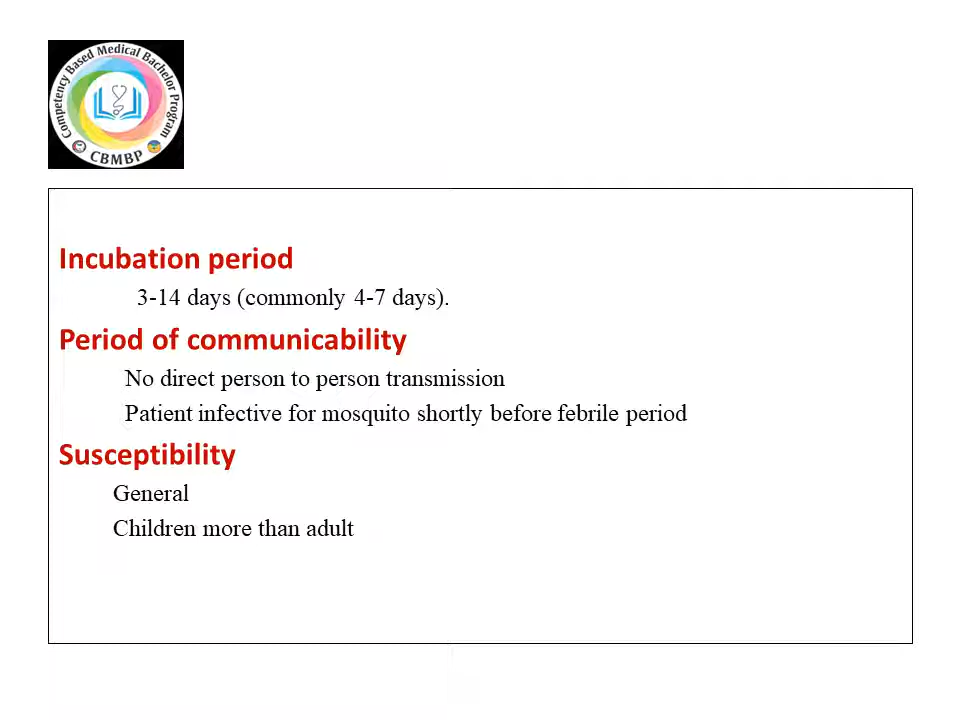 Competency Based Medical Bachelor Program
CBMBP
Incubation period
3-14 days (commonly 4-7 days).
Period of communicability
No direct person to person transmission
Patient infective for mosquito shortly before febrile period
Susceptibility
General
Children more than adult